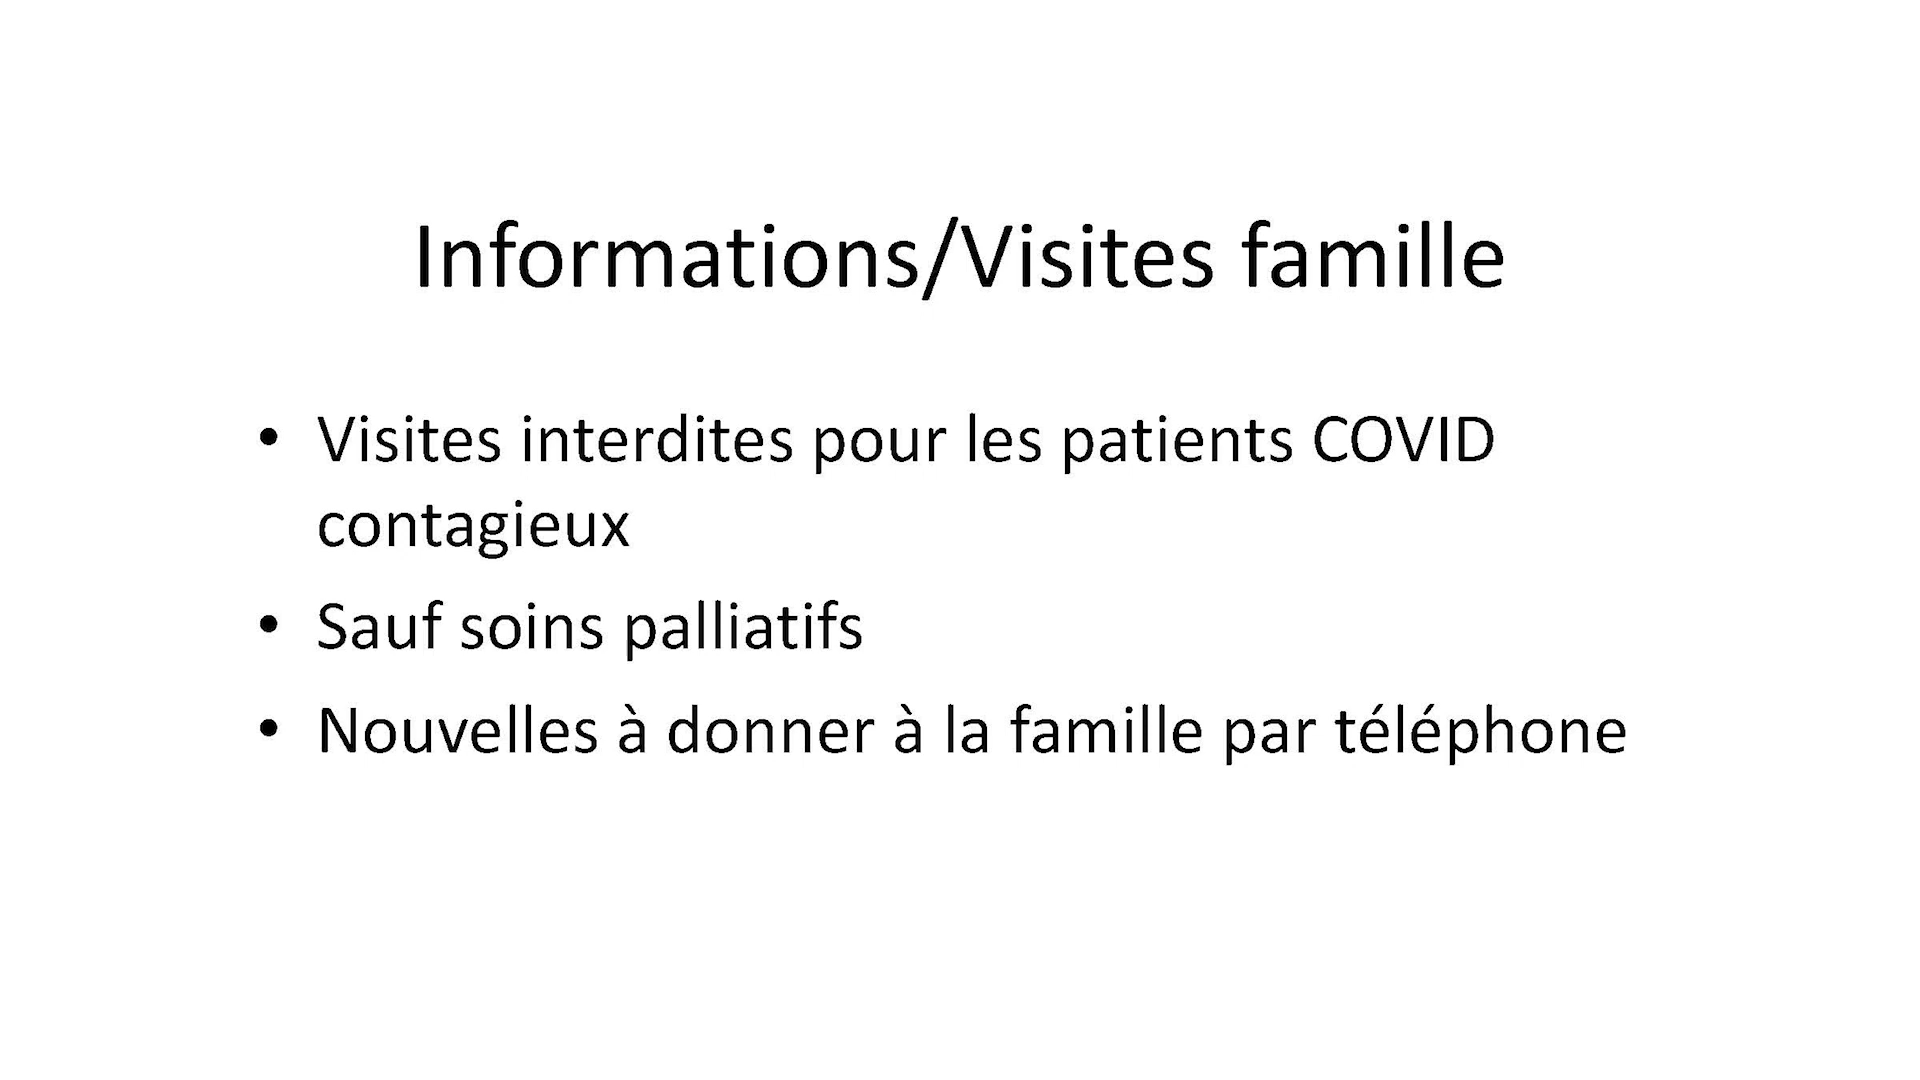 Informations/Visites famille
• Visites interdites pour les patients COVID
contagieux
• Sauf soins palliatifs
• Nouvelles à donner à la famille par téléphone